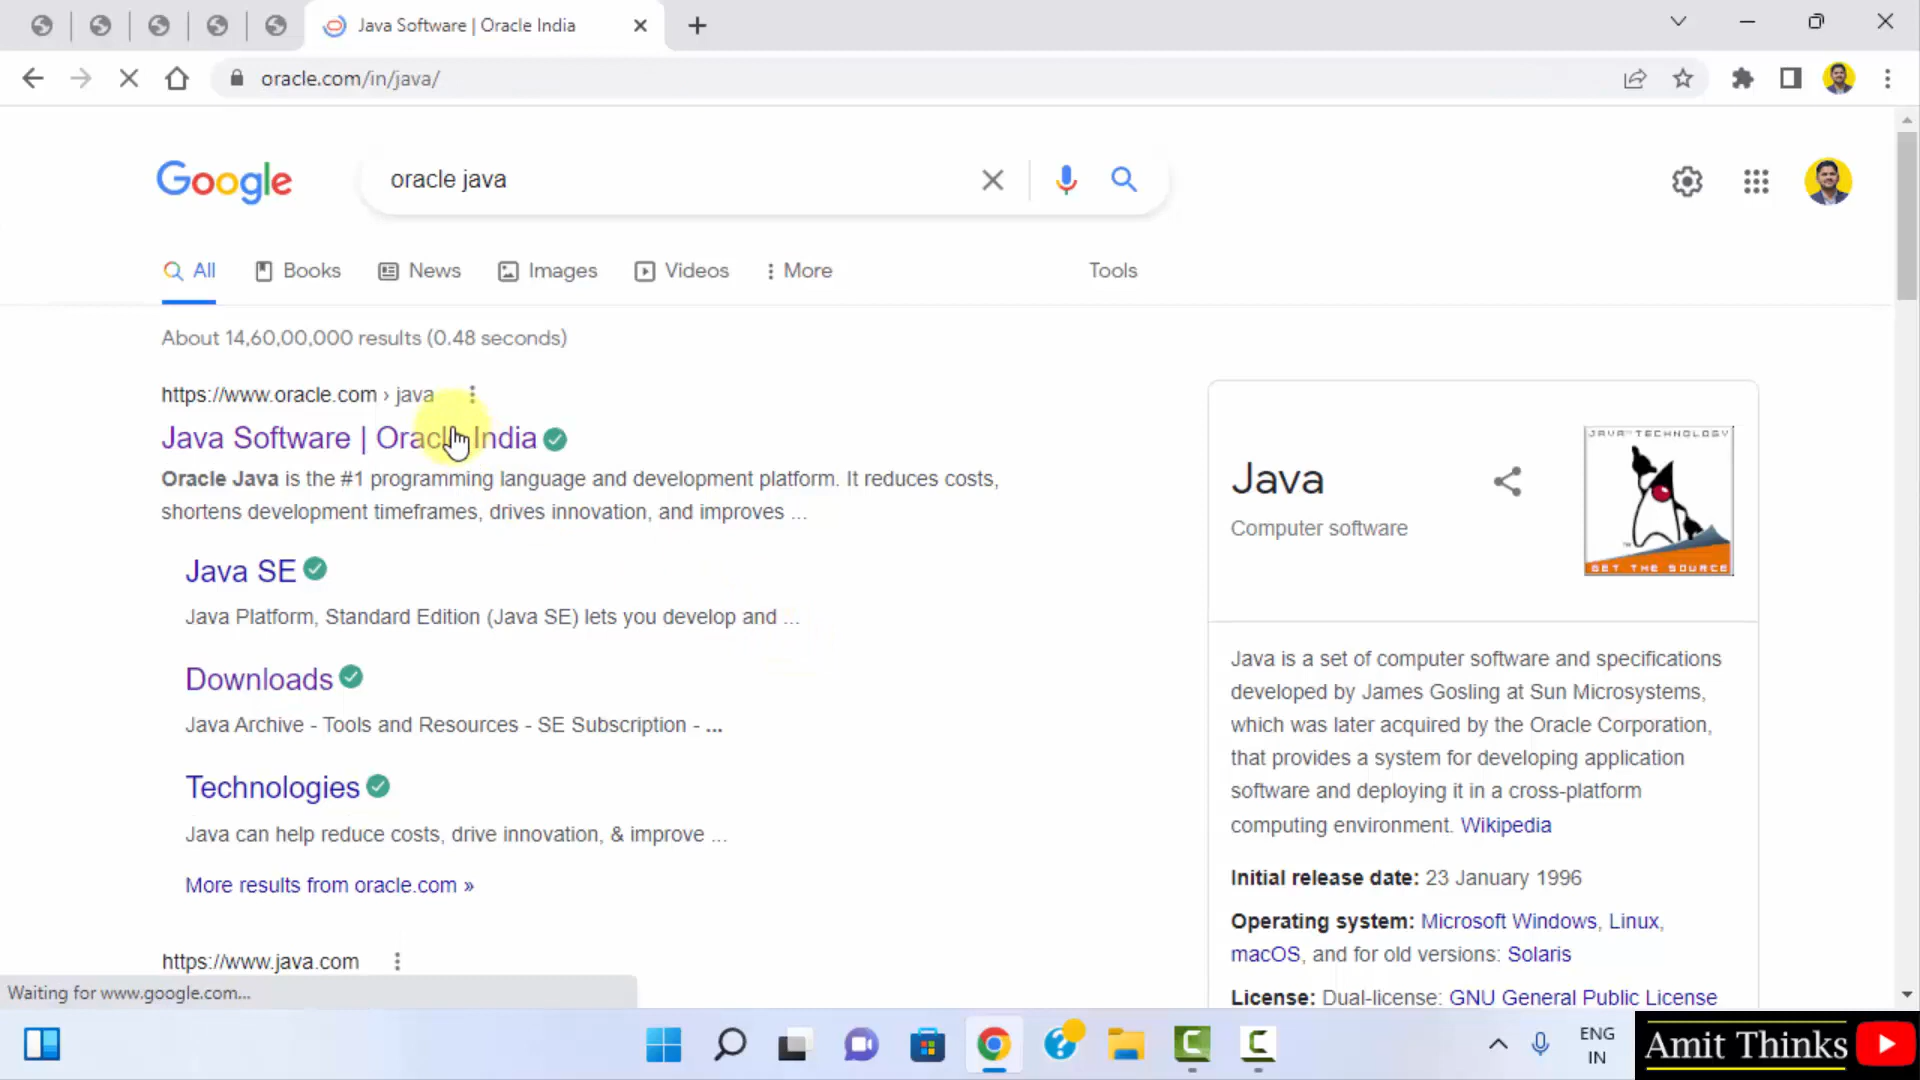 Java Software | Oracle India
oracle.com/in/java/
Google
oracle java
All
Books
News
Images
Videos
More
Tools
About 14,60,00,000 results (0.48 seconds)
https://www.oracle.com › java
Java Software | Oracle India
Oracle Java is the #1 programming language and development platform. It reduces costs,
shortens development timeframes, drives innovation, and improves ...
Java SE
Java Platform, Standard Edition (Java SE) lets you develop and ...
Downloads
Java Archive - Tools and Resources - SE Subscription - ...
Technologies
Java can help reduce costs, drive innovation, & improve ...
More results from oracle.com »
https://www.java.com
Waiting for www.google.com...
Java
Computer software
JAVA TECHNOLOGY
GET THE SOURCE
Java is a set of computer software and specifications
developed by James Gosling at Sun Microsystems,
which was later acquired by the Oracle Corporation,
that provides a system for developing application
software and deploying it in a cross-platform
computing environment. Wikipedia
Initial release date: 23 January 1996
Operating system: Microsoft Windows, Linux,
macOS, and for old versions: Solaris
License: Dual-license: GNU General Public License
ENG
IN
Amit Thinks